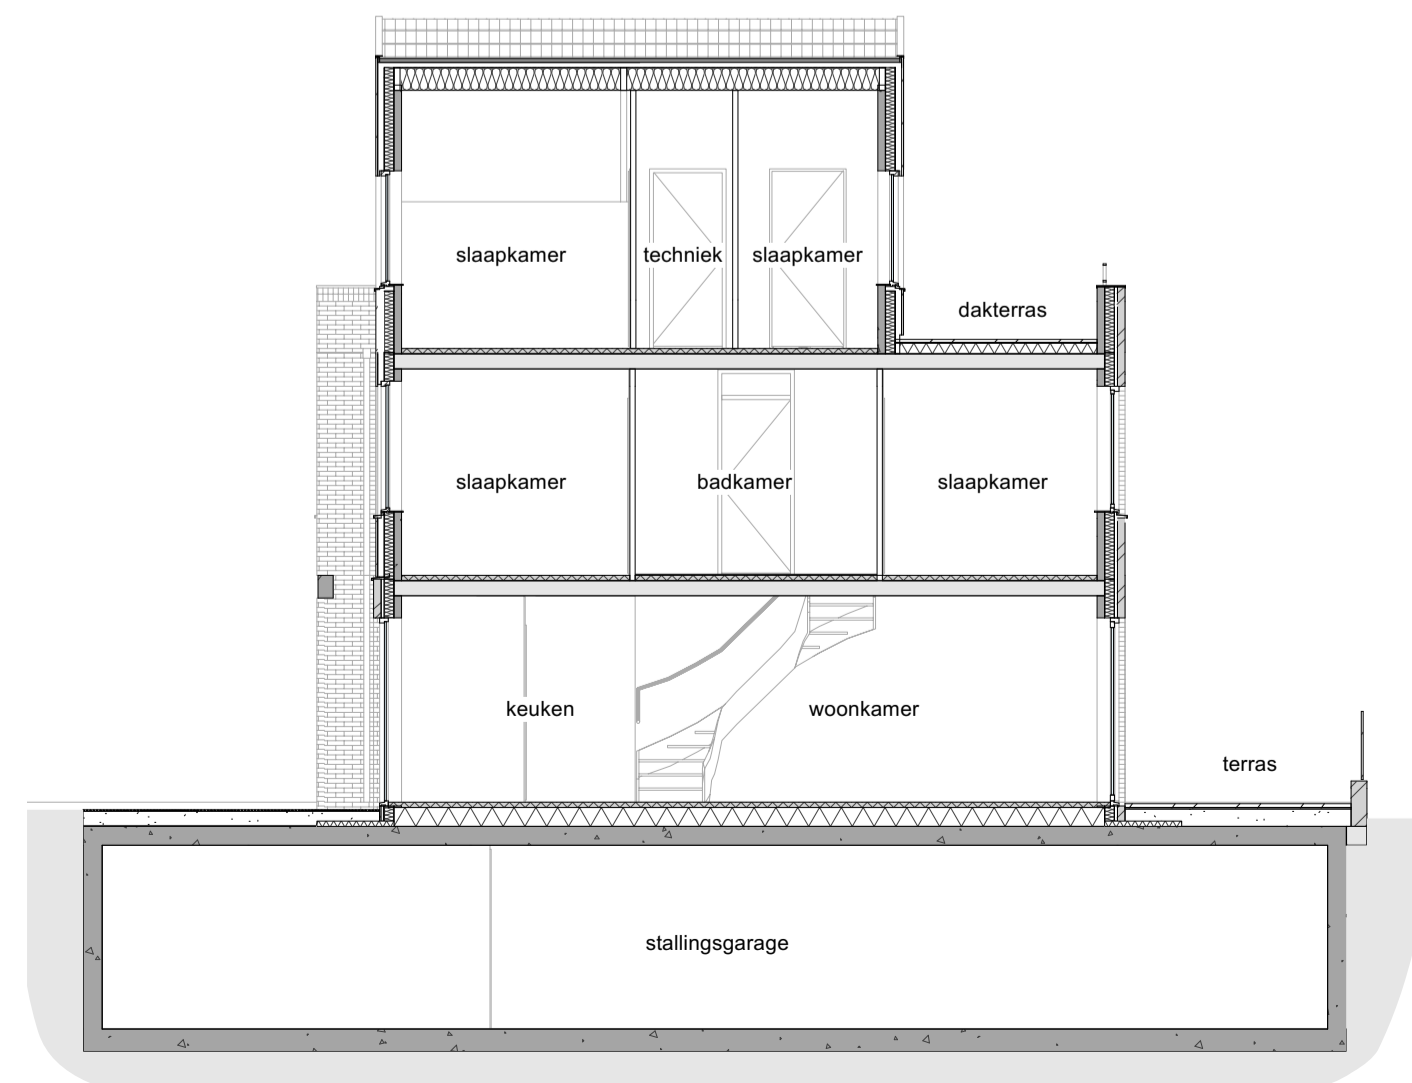 slaapkamer
techniek
slaapkamer
dakterras
slaapkamer
badkamer
slaapkamer
keuken
woonkamer
terras
stallingsgarage